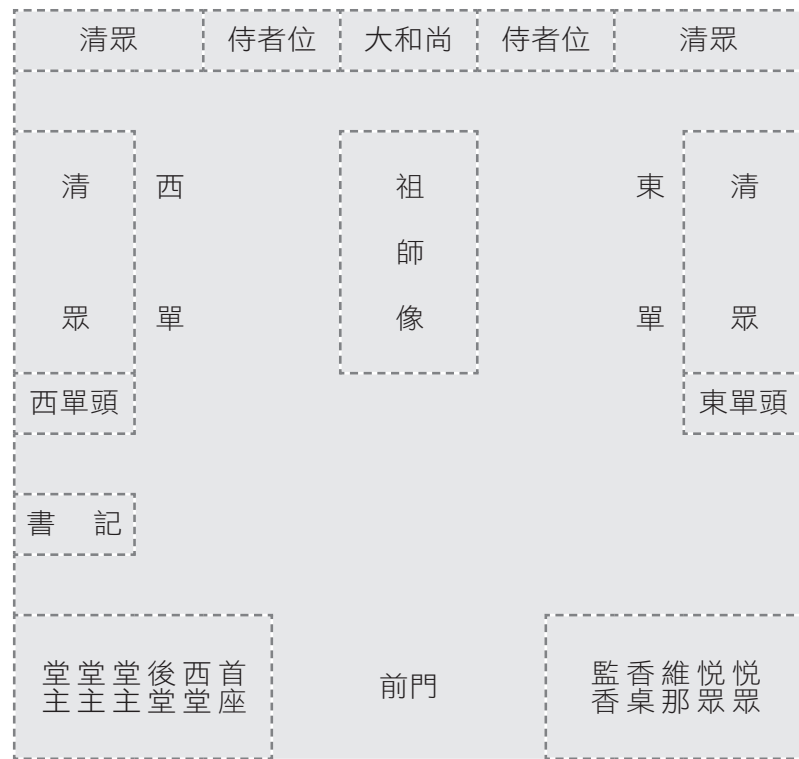 清眾
侍者位
大和尚
侍者位
清眾
清眾
西單
祖師像
東單
清眾
西單頭
東單頭
書記
堂主
堂主
堂主
後堂
西堂
首座
前門
監香
香桌
維那
悅眾
悅眾